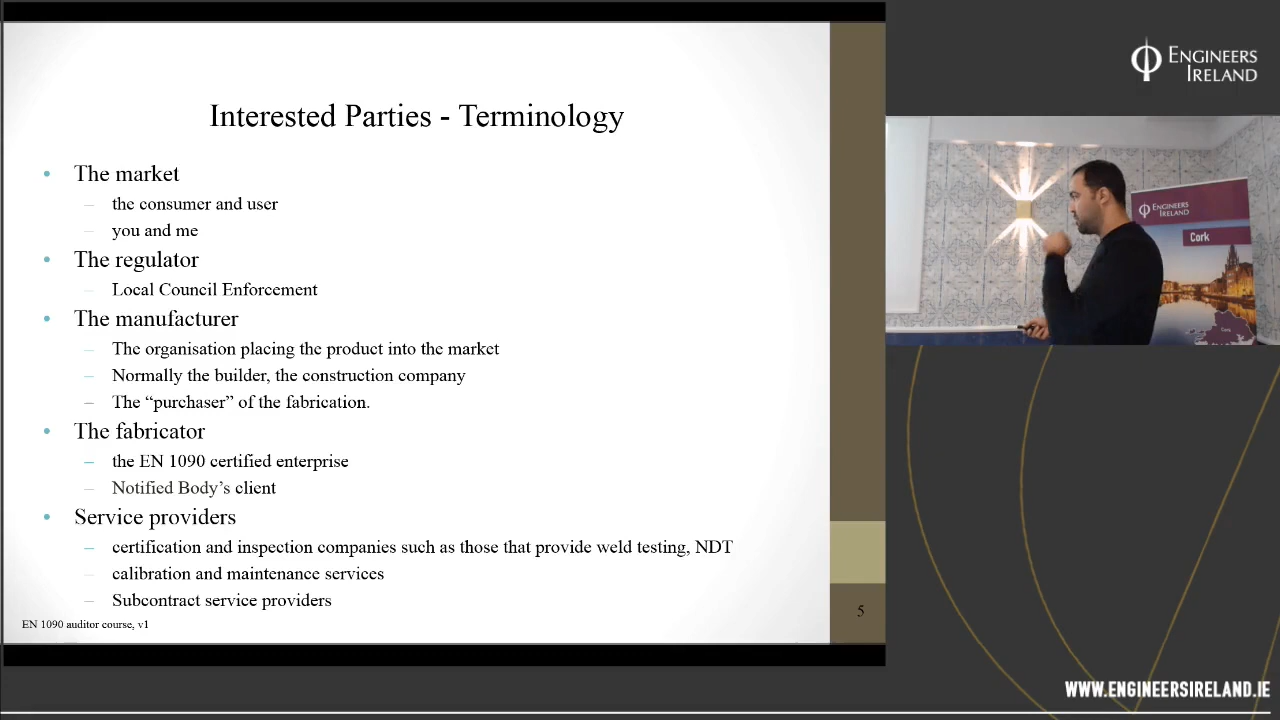 Interested Parties - Terminology
• The market
– the consumer and user
– you and me
• The regulator
– Local Council Enforcement
• The manufacturer
– The organisation placing the product into the market
– Normally the builder, the construction company
– The “purchaser” of the fabrication.
• The fabricator
– the EN 1090 certified enterprise
– Notified Body’s client
• Service providers
– certification and inspection companies such as those that provide weld testing, NDT
– calibration and maintenance services
– Subcontract service providers
EN 1090 auditor course, v1
5
ENGINEERS
IRELAND
ENGINEERS
IRELAND
Cork
WWW.ENGINEERSIRELAND.IE